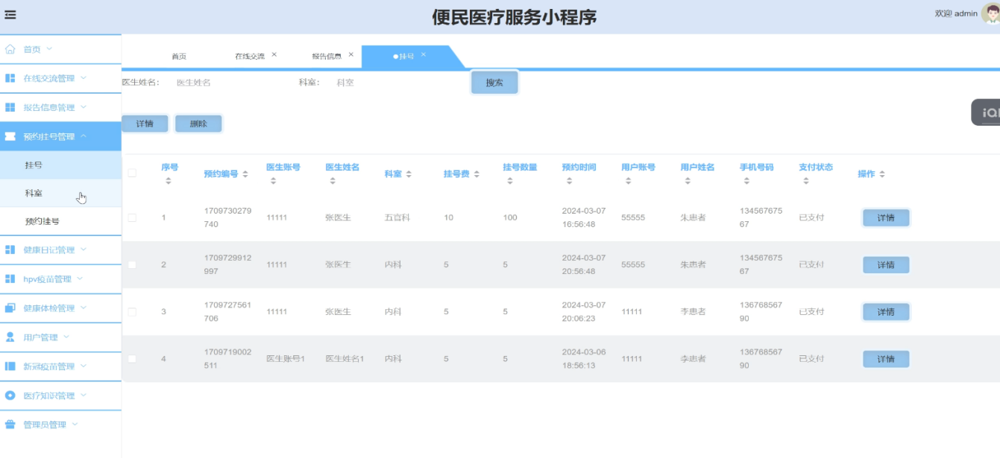 便民医疗服务小程序
欢迎 admin
首页
在线交流管理
报告信息管理
预约挂号管理
挂号
科室
预约挂号
健康日记管理
hpv疫苗管理
健康体检管理
用户管理
新冠疫苗管理
医疗知识管理
管理员管理
首页 在线交流 × 报告信息 × 挂号 ×
医生姓名： 医生姓名 科室： 科室 搜索
详情 删除
序号 预约编号 医生账号 医生姓名 科室 挂号费 挂号数量 预约时间 用户账号 用户姓名 手机号码 支付状态 操作
1 1709730279740 11111 张医生 五官科 10 100 2024-03-07 16:56:48 55555 朱患者 13456767567 已支付 详情
2 1709729912997 11111 张医生 内科 5 5 2024-03-07 20:56:48 55555 朱患者 13456767567 已支付 详情
3 1709727561706 11111 张医生 内科 5 5 2024-03-07 20:06:23 11111 李患者 13676856790 已支付 详情
4 1709719002511 医生账号1 医生姓名1 内科 5 5 2024-03-06 18:56:13 11111 李患者 13676856790 已支付 详情